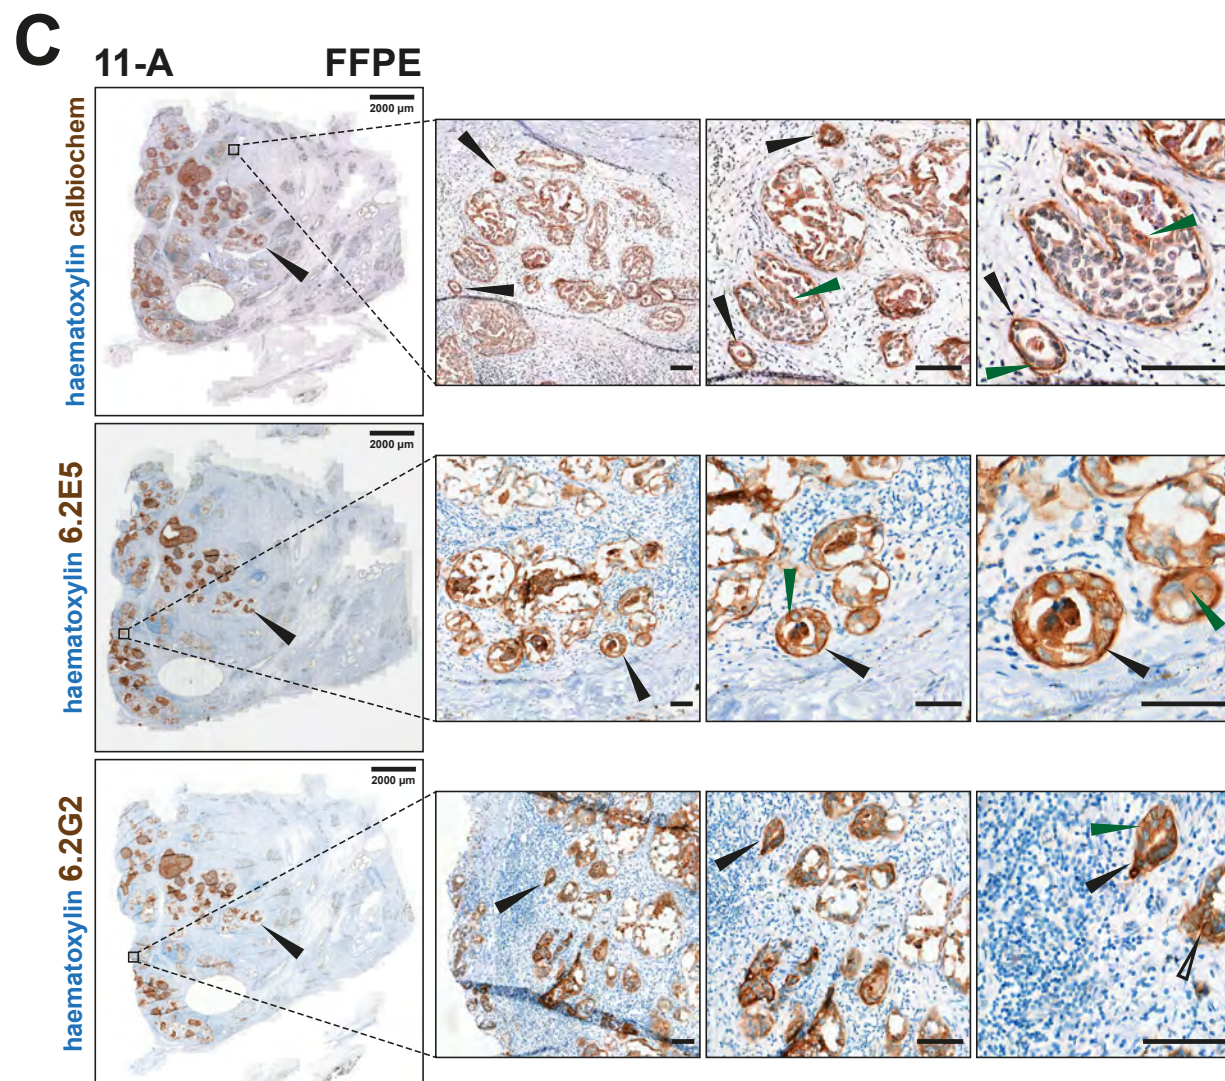 C
11-A FFPE
haematoxylin calbiochem
2000 µm
haematoxylin 6.2E5
2000 µm
haematoxylin 6.2G2
2000 µm